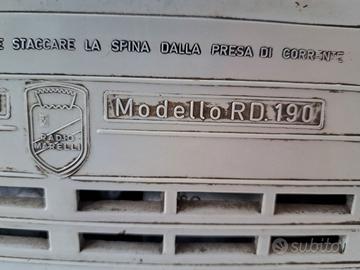 E STACCARE LA SPINA DALLA PRESA DI CORRENTE
Modello RD.190
RADIO
MARELLI
subito